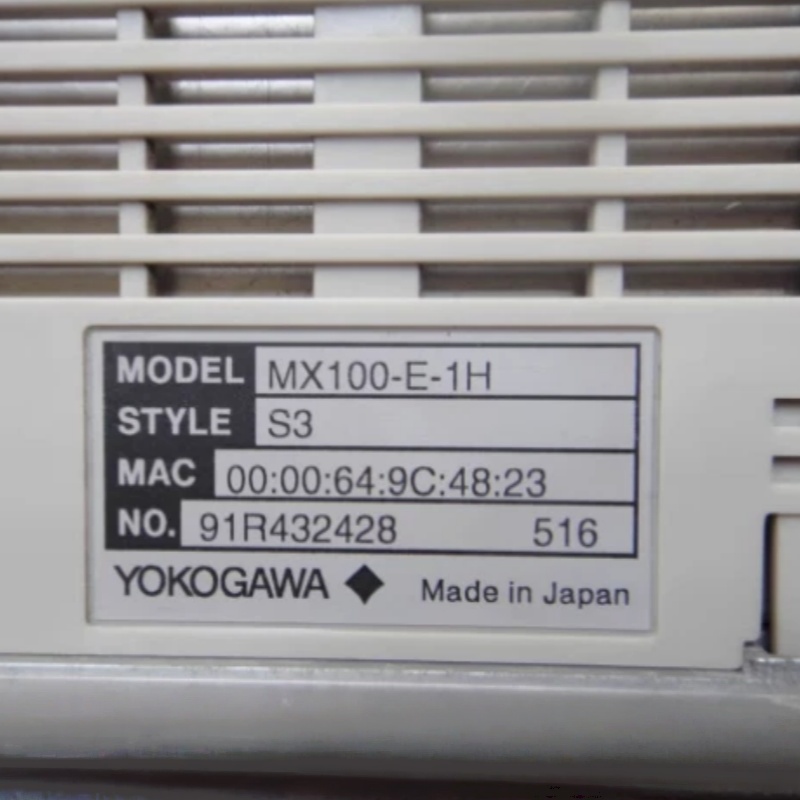 MODEL MX100-E-1H
STYLE S3
MAC 00:00:64:9C:48:23
NO. 91R432428 516
YOKOGAWA ◆ Made in Japan